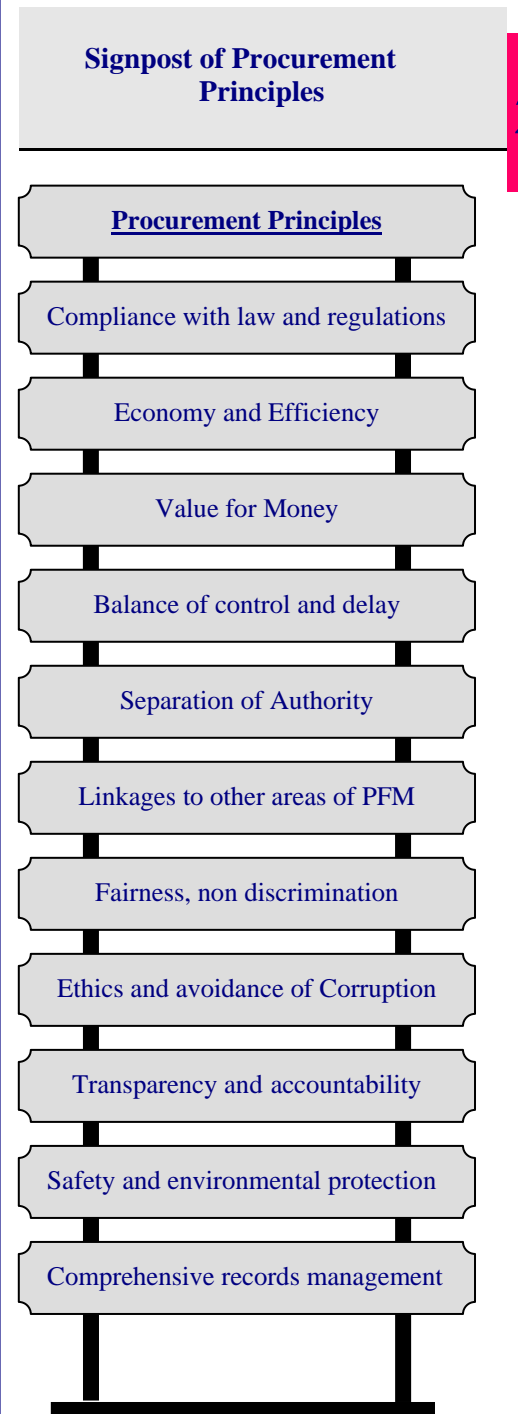 Signpost of Procurement
Principles
Procurement Principles
Compliance with law and regulations
Economy and Efficiency
Value for Money
Balance of control and delay
Separation of Authority
Linkages to other areas of PFM
Fairness, non discrimination
Ethics and avoidance of Corruption
Transparency and accountability
Safety and environmental protection
Comprehensive records management